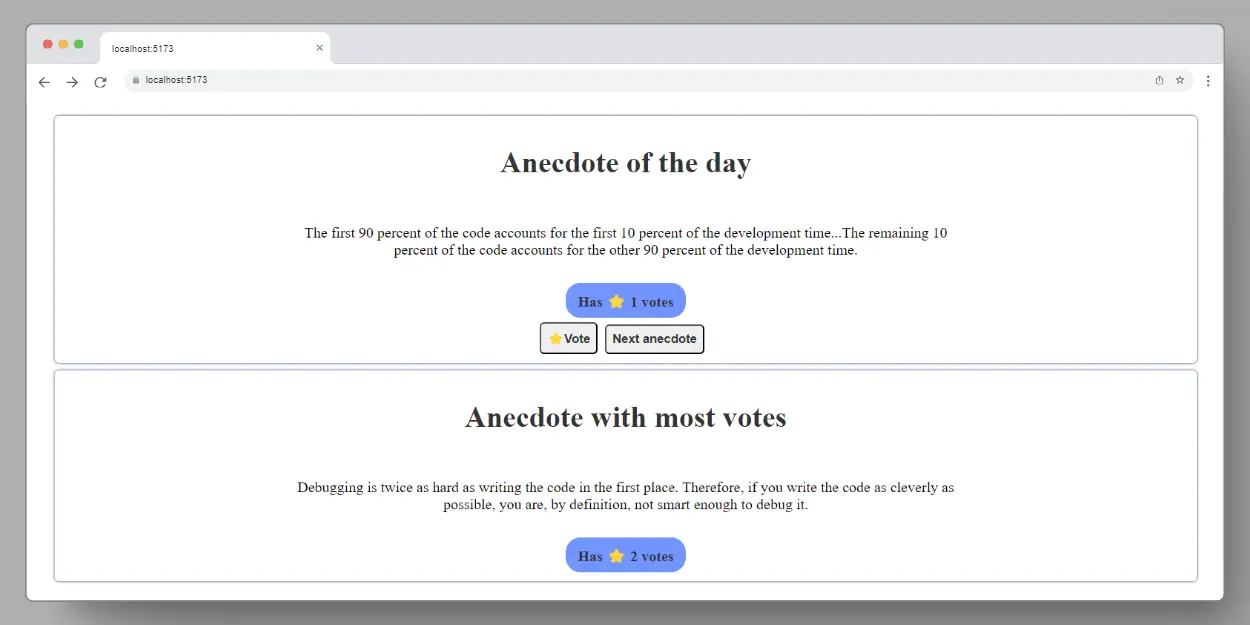 localhost:5173
localhost:5173
Anecdote of the day
The first 90 percent of the code accounts for the first 10 percent of the development time...The remaining 10
percent of the code accounts for the other 90 percent of the development time.
Has ⭐ 1 votes
⭐Vote Next anecdote
Anecdote with most votes
Debugging is twice as hard as writing the code in the first place. Therefore, if you write the code as cleverly as
possible, you are, by definition, not smart enough to debug it.
Has ⭐ 2 votes